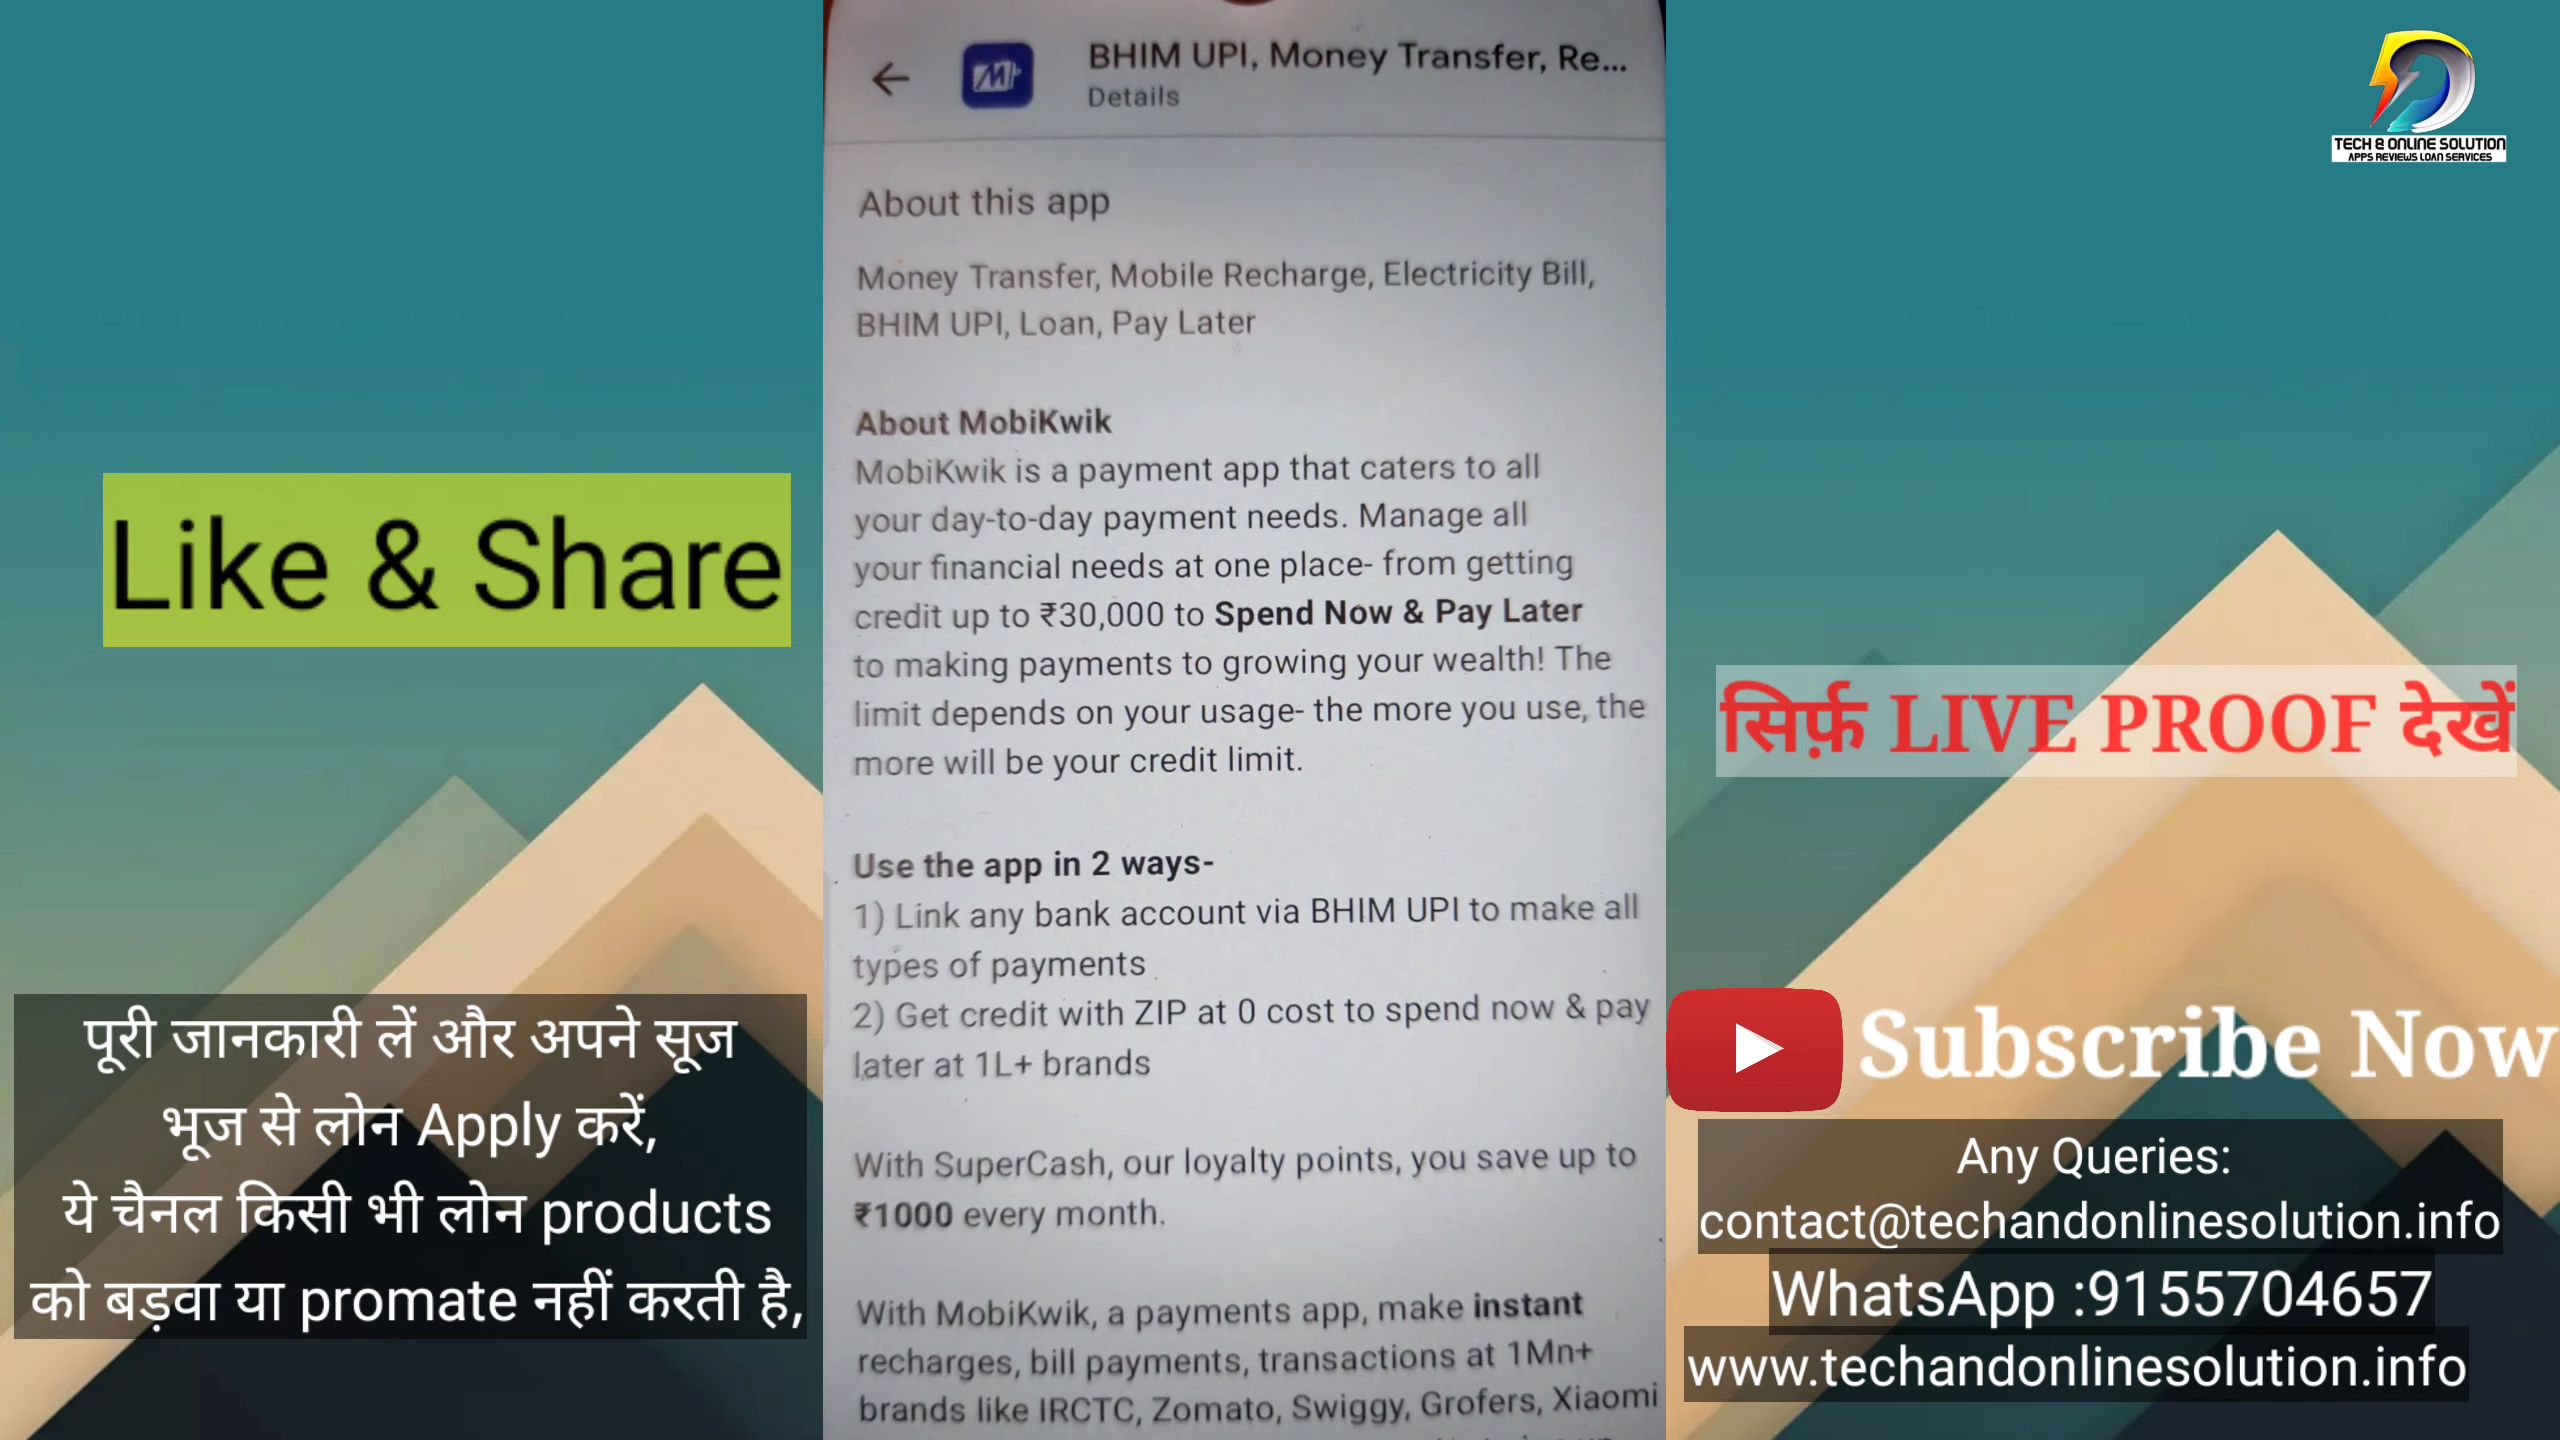 BHIM UPI, Money Transfer, Re...
Details
TECH & ONLINE SOLUTION
APPS REVIEWS LOAN SERVICES
About this app
Money Transfer, Mobile Recharge, Electricity Bill,
BHIM UPI, Loan, Pay Later
About MobiKwik
MobiKwik is a payment app that caters to all
your day-to-day payment needs. Manage all
your financial needs at one place- from getting
credit up to ₹30,000 to Spend Now & Pay Later
to making payments to growing your wealth! The
limit depends on your usage- the more you use, the
more will be your credit limit.
Use the app in 2 ways-
1) Link any bank account via BHIM UPI to make all
types of payments
2) Get credit with ZIP at 0 cost to spend now & pay
later at 1L+ brands
With SuperCash, our loyalty points, you save up to
₹1000 every month.
With MobiKwik, a payments app, make instant
recharges, bill payments, transactions at 1Mn+
brands like IRCTC, Zomato, Swiggy, Grofers, Xiaomi
Like & Share
पूरी जानकारी लें और अपने सूज
भूज से लोन Apply करें,
ये चैनल किसी भी लोन products
को बड़वा या promate नहीं करती है,
सिर्फ़ LIVE PROOF देखें
Subscribe Now
Any Queries:
contact@techandonlinesolution.info
WhatsApp :9155704657
www.techandonlinesolution.info